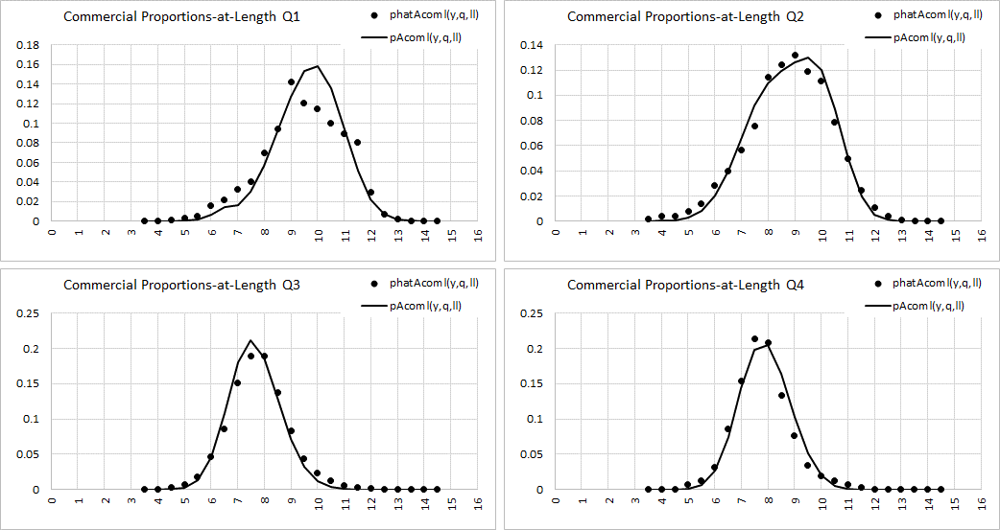 Commercial Proportions-at-Length Q1
phatAcoml(y,q,ll)
pAcoml(y,q,ll)
0.18
0.16
0.14
0.12
0.1
0.08
0.06
0.04
0.02
0
0 1 2 3 4 5 6 7 8 9 10 11 12 13 14 15 16
Commercial Proportions-at-Length Q2
phatAcoml(y,q,ll)
pAcoml(y,q,ll)
0.14
0.12
0.1
0.08
0.06
0.04
0.02
0
0 1 2 3 4 5 6 7 8 9 10 11 12 13 14 15 16
Commercial Proportions-at-Length Q3
phatAcoml(y,q,ll)
pAcoml(y,q,ll)
0.25
0.2
0.15
0.1
0.05
0
0 1 2 3 4 5 6 7 8 9 10 11 12 13 14 15 16
Commercial Proportions-at-Length Q4
phatAcoml(y,q,ll)
pAcoml(y,q,ll)
0.25
0.2
0.15
0.1
0.05
0
0 1 2 3 4 5 6 7 8 9 10 11 12 13 14 15 16